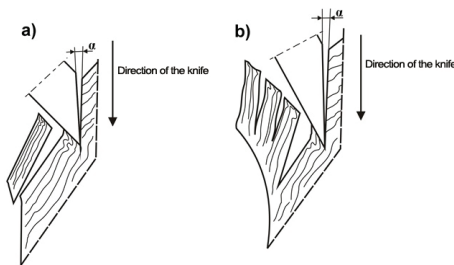 a)
α
Direction of the knife
b)
α
Direction of the knife